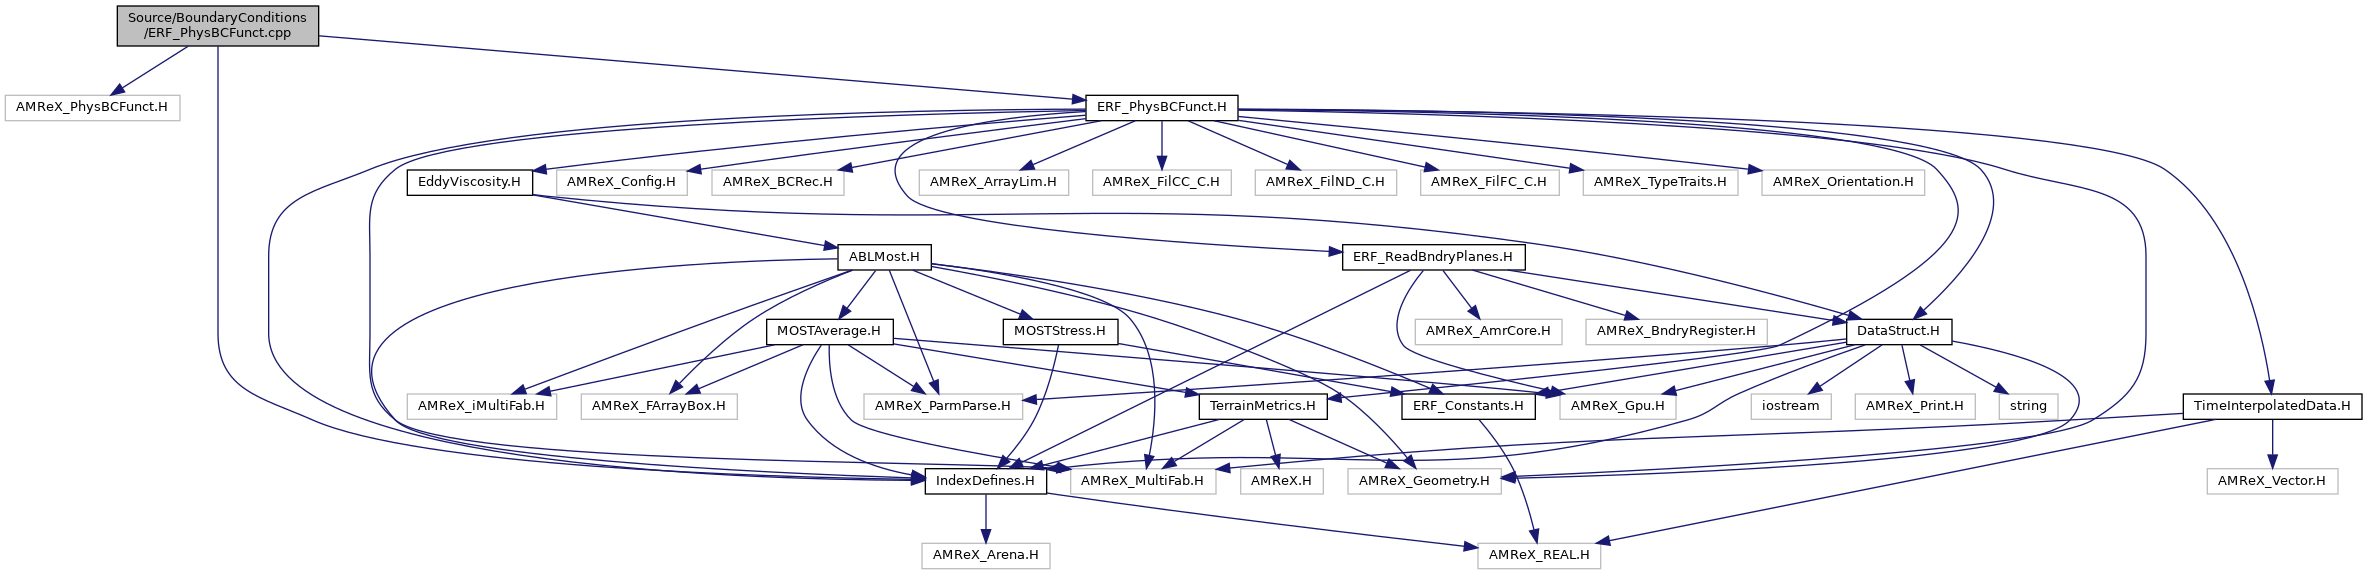 Source/BoundaryConditions
/ERF_PhysBCFunct.cpp
AMReX_PhysBCFunct.H
ERF_PhysBCFunct.H
EddyViscosity.H
AMReX_Config.H
AMReX_BCRec.H
AMReX_ArrayLim.H
AMReX_FilCC_C.H
AMReX_FilND_C.H
AMReX_FilFC_C.H
AMReX_TypeTraits.H
AMReX_Orientation.H
ABLMost.H
ERF_ReadBndryPlanes.H
MOSTAverage.H
MOSTStress.H
AMReX_AmrCore.H
AMReX_BndryRegister.H
DataStruct.H
AMReX_iMultiFab.H
AMReX_FArrayBox.H
AMReX_ParmParse.H
TerrainMetrics.H
ERF_Constants.H
AMReX_Gpu.H
iostream
AMReX_Print.H
string
TimeInterpolatedData.H
IndexDefines.H
AMReX_MultiFab.H
AMReX.H
AMReX_Geometry.H
AMReX_Vector.H
AMReX_Arena.H
AMReX_REAL.H